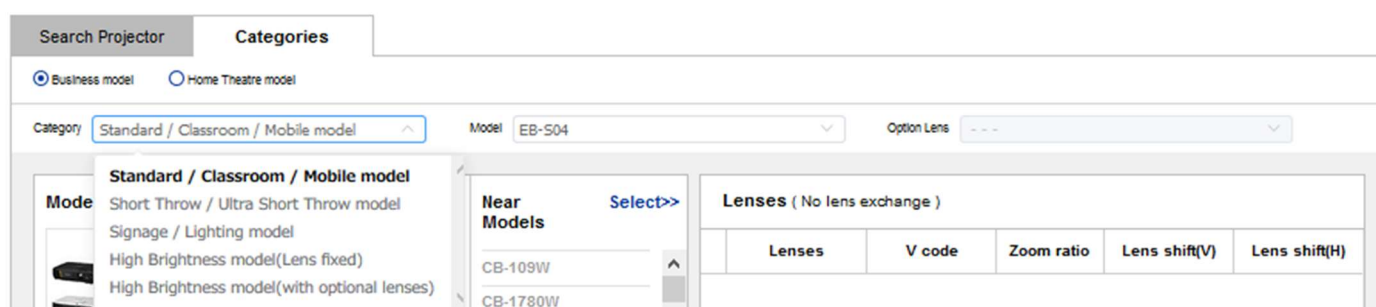 Search Projector Categories
Business model Home Theatre model
Category Standard / Classroom / Mobile model Model EB-S04 Option Lens - - -
Standard / Classroom / Mobile model
Short Throw / Ultra Short Throw model
Signage / Lighting model
High Brightness model(Lens fixed)
High Brightness model(with optional lenses)
Mode
Near Models Select>>
CB-109W
CB-1780W
Lenses ( No lens exchange )
Lenses V code Zoom ratio Lens shift(V) Lens shift(H)